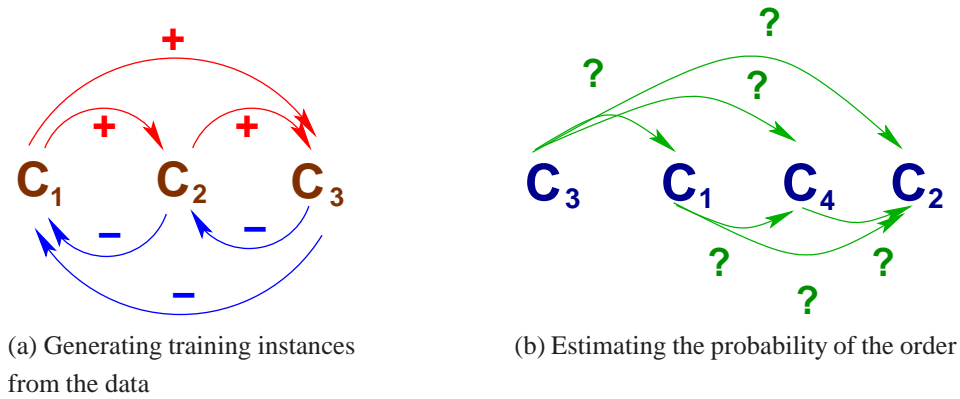 +
+ +
C1 C2 C3
− −
−
(a) Generating training instances
from the data
?
? ?
C3 C1 C4 C2
? ?
?
(b) Estimating the probability of the order